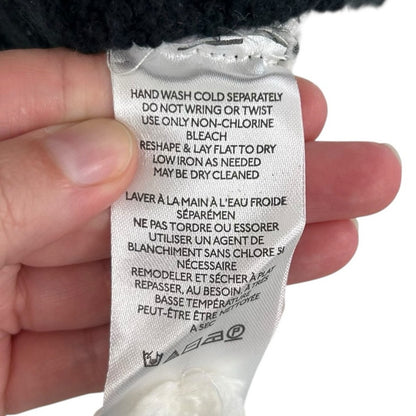 HAND WASH COLD SEPARATELY
DO NOT WRING OR TWIST
USE ONLY NON-CHLORINE
BLEACH
RESHAPE & LAY FLAT TO DRY
LOW IRON AS NEEDED
MAY BE DRY CLEANED
LAVER À LA MAIN À L'EAU FROIDE
SÉPARÉMEN
NE PAS TORDRE OU ESSORER
UTILISER UN AGENT DE
BLANCHIMENT SANS CHLORE SI
NÉCESSAIRE
REMODELER ET SÉCHER À PLAT
REPASSER, AU BESOIN, À TRÈS
BASSE TEMPÉRATURE
PEUT-ÊTRE ÊTRE NETTOYÉE
A SEC